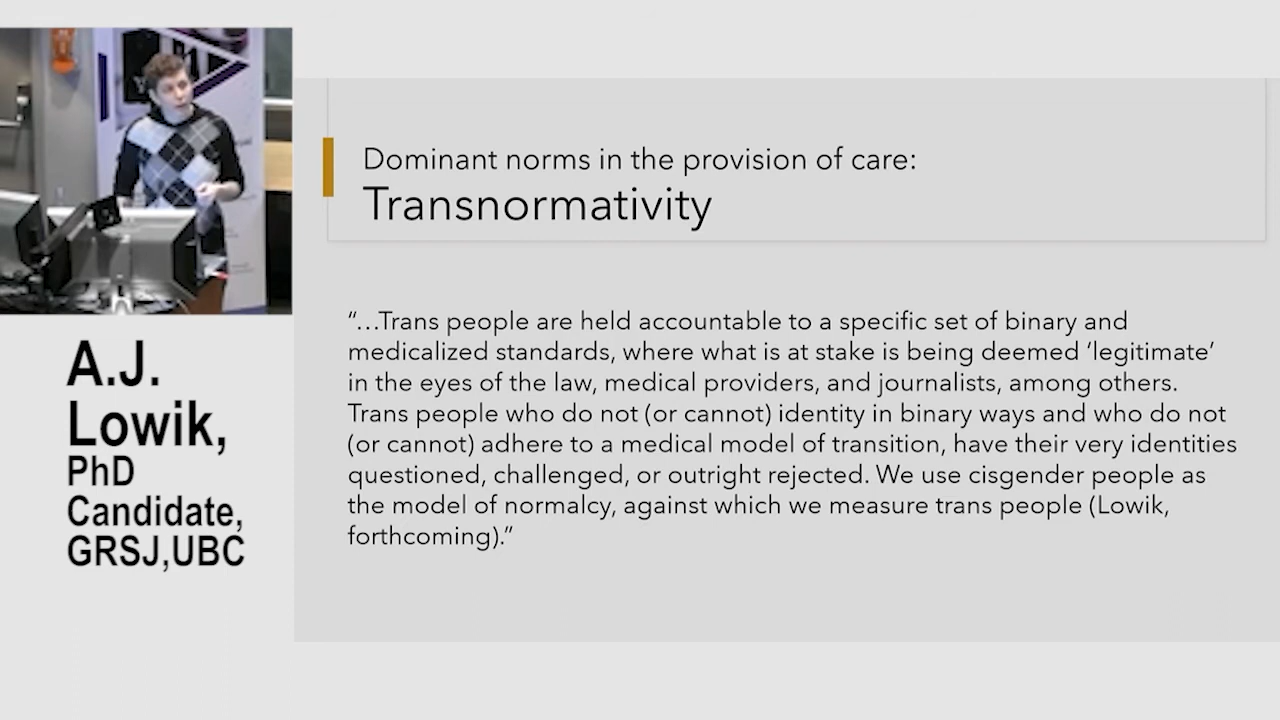 A.J.
Lowik,
PhD
Candidate,
GRSJ,UBC
Dominant norms in the provision of care:
Transnormativity
“…Trans people are held accountable to a specific set of binary and
medicalized standards, where what is at stake is being deemed ‘legitimate’
in the eyes of the law, medical providers, and journalists, among others.
Trans people who do not (or cannot) identity in binary ways and who do not
(or cannot) adhere to a medical model of transition, have their very identities
questioned, challenged, or outright rejected. We use cisgender people as
the model of normalcy, against which we measure trans people (Lowik,
forthcoming).”